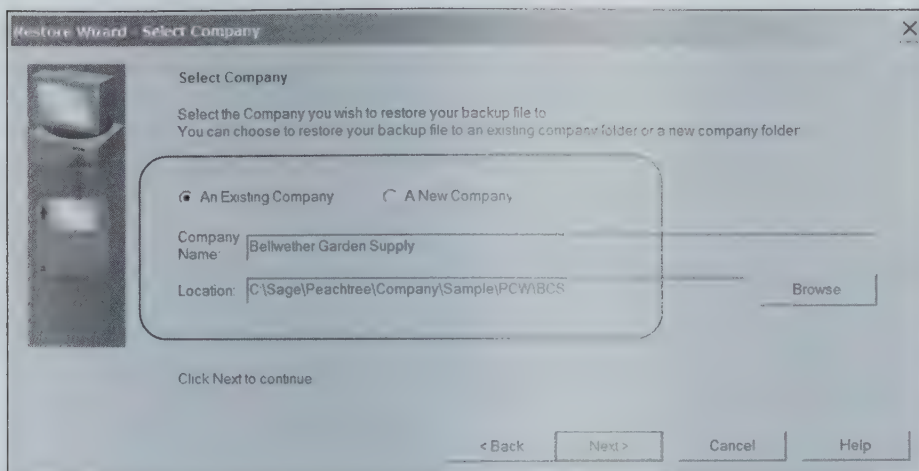 Restore Wizard - Select Company
Select Company
Select the Company you wish to restore your backup file to
You can choose to restore your backup file to an existing company folder or a new company folder
An Existing Company
A New Company
Company
Name:
Bellwether Garden Supply
Location:
C:\Sage\Peachtree\Company\Sample\PCW\BCS
Browse
Click Next to continue
< Back
Next >
Cancel
Help